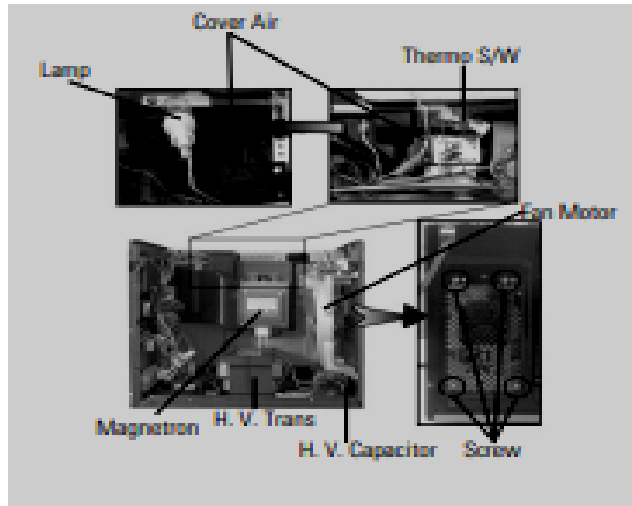 Cover Air
Lamp
Thermo S/W
Fan Motor
Magnetron
H. V. Trans
H. V. Capacitor
Screw